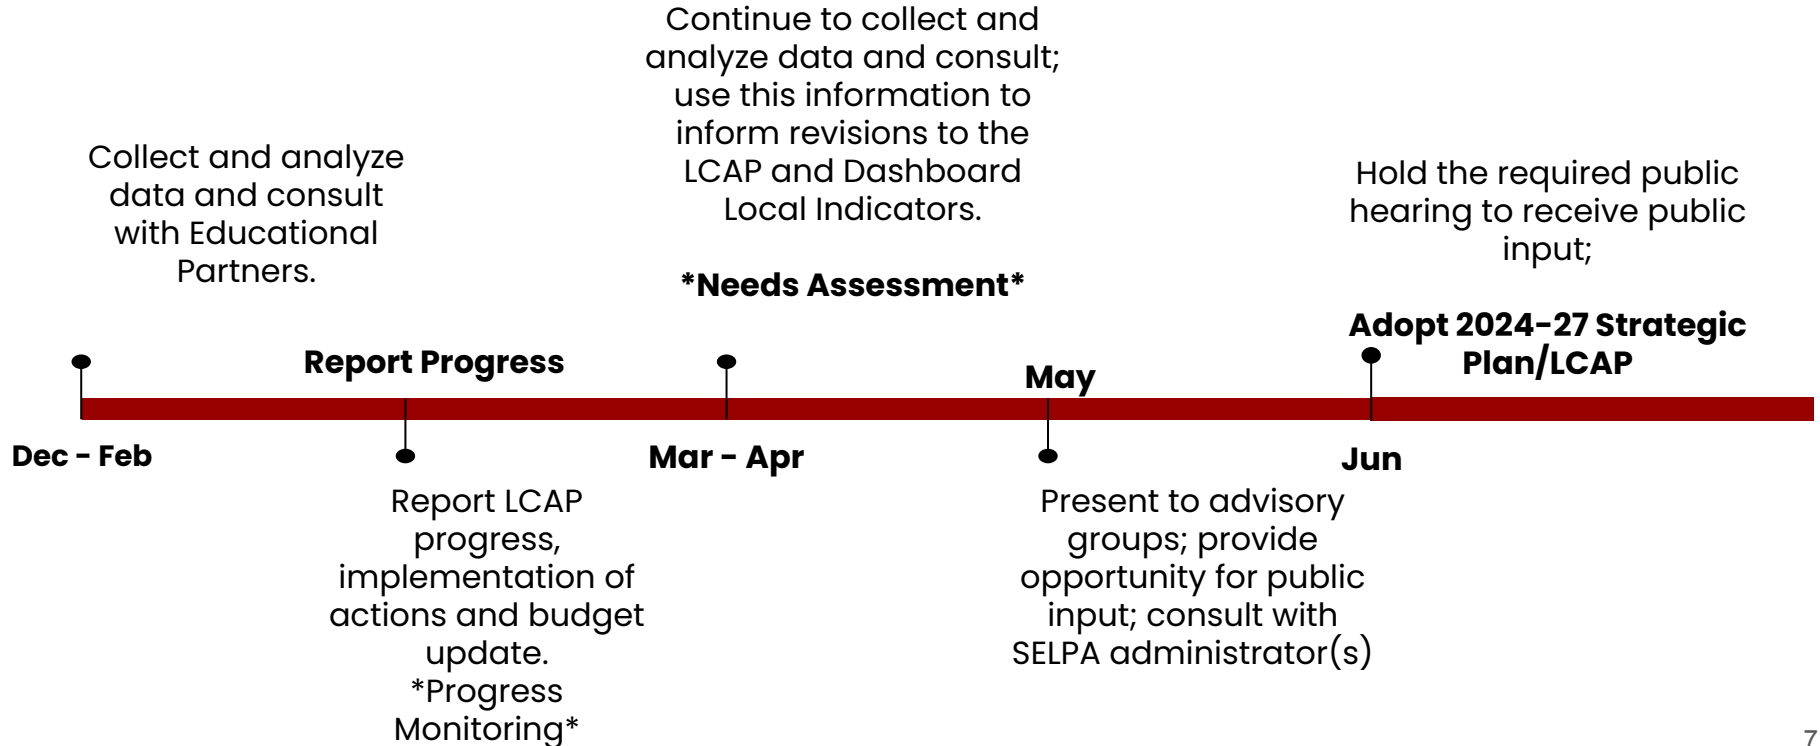 Collect and analyze
data and consult
with Educational
Partners.
Dec - Feb
Report Progress
Report LCAP
progress,
implementation of
actions and budget
update.
*Progress
Monitoring*
Continue to collect and
analyze data and consult;
use this information to
inform revisions to the
LCAP and Dashboard
Local Indicators.
*Needs Assessment*
Mar - Apr
May
Present to advisory
groups; provide
opportunity for public
input; consult with
SELPA administrator(s)
Hold the required public
hearing to receive public
input;
Adopt 2024-27 Strategic
Plan/LCAP
Jun
7